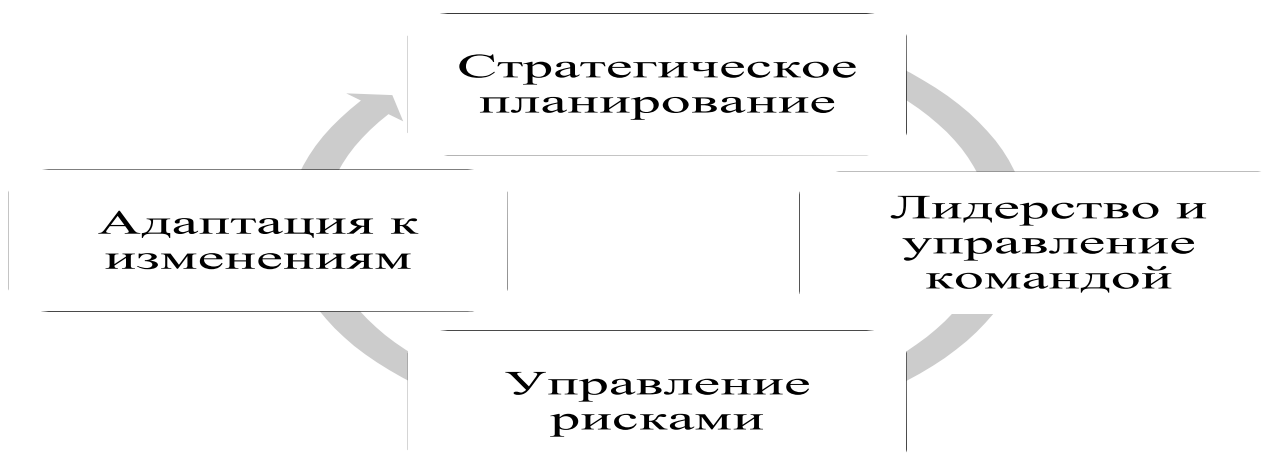 Стратегическое
планирование
Лидерство и
управление
командой
Управление
рисками
Адаптация к
изменениям